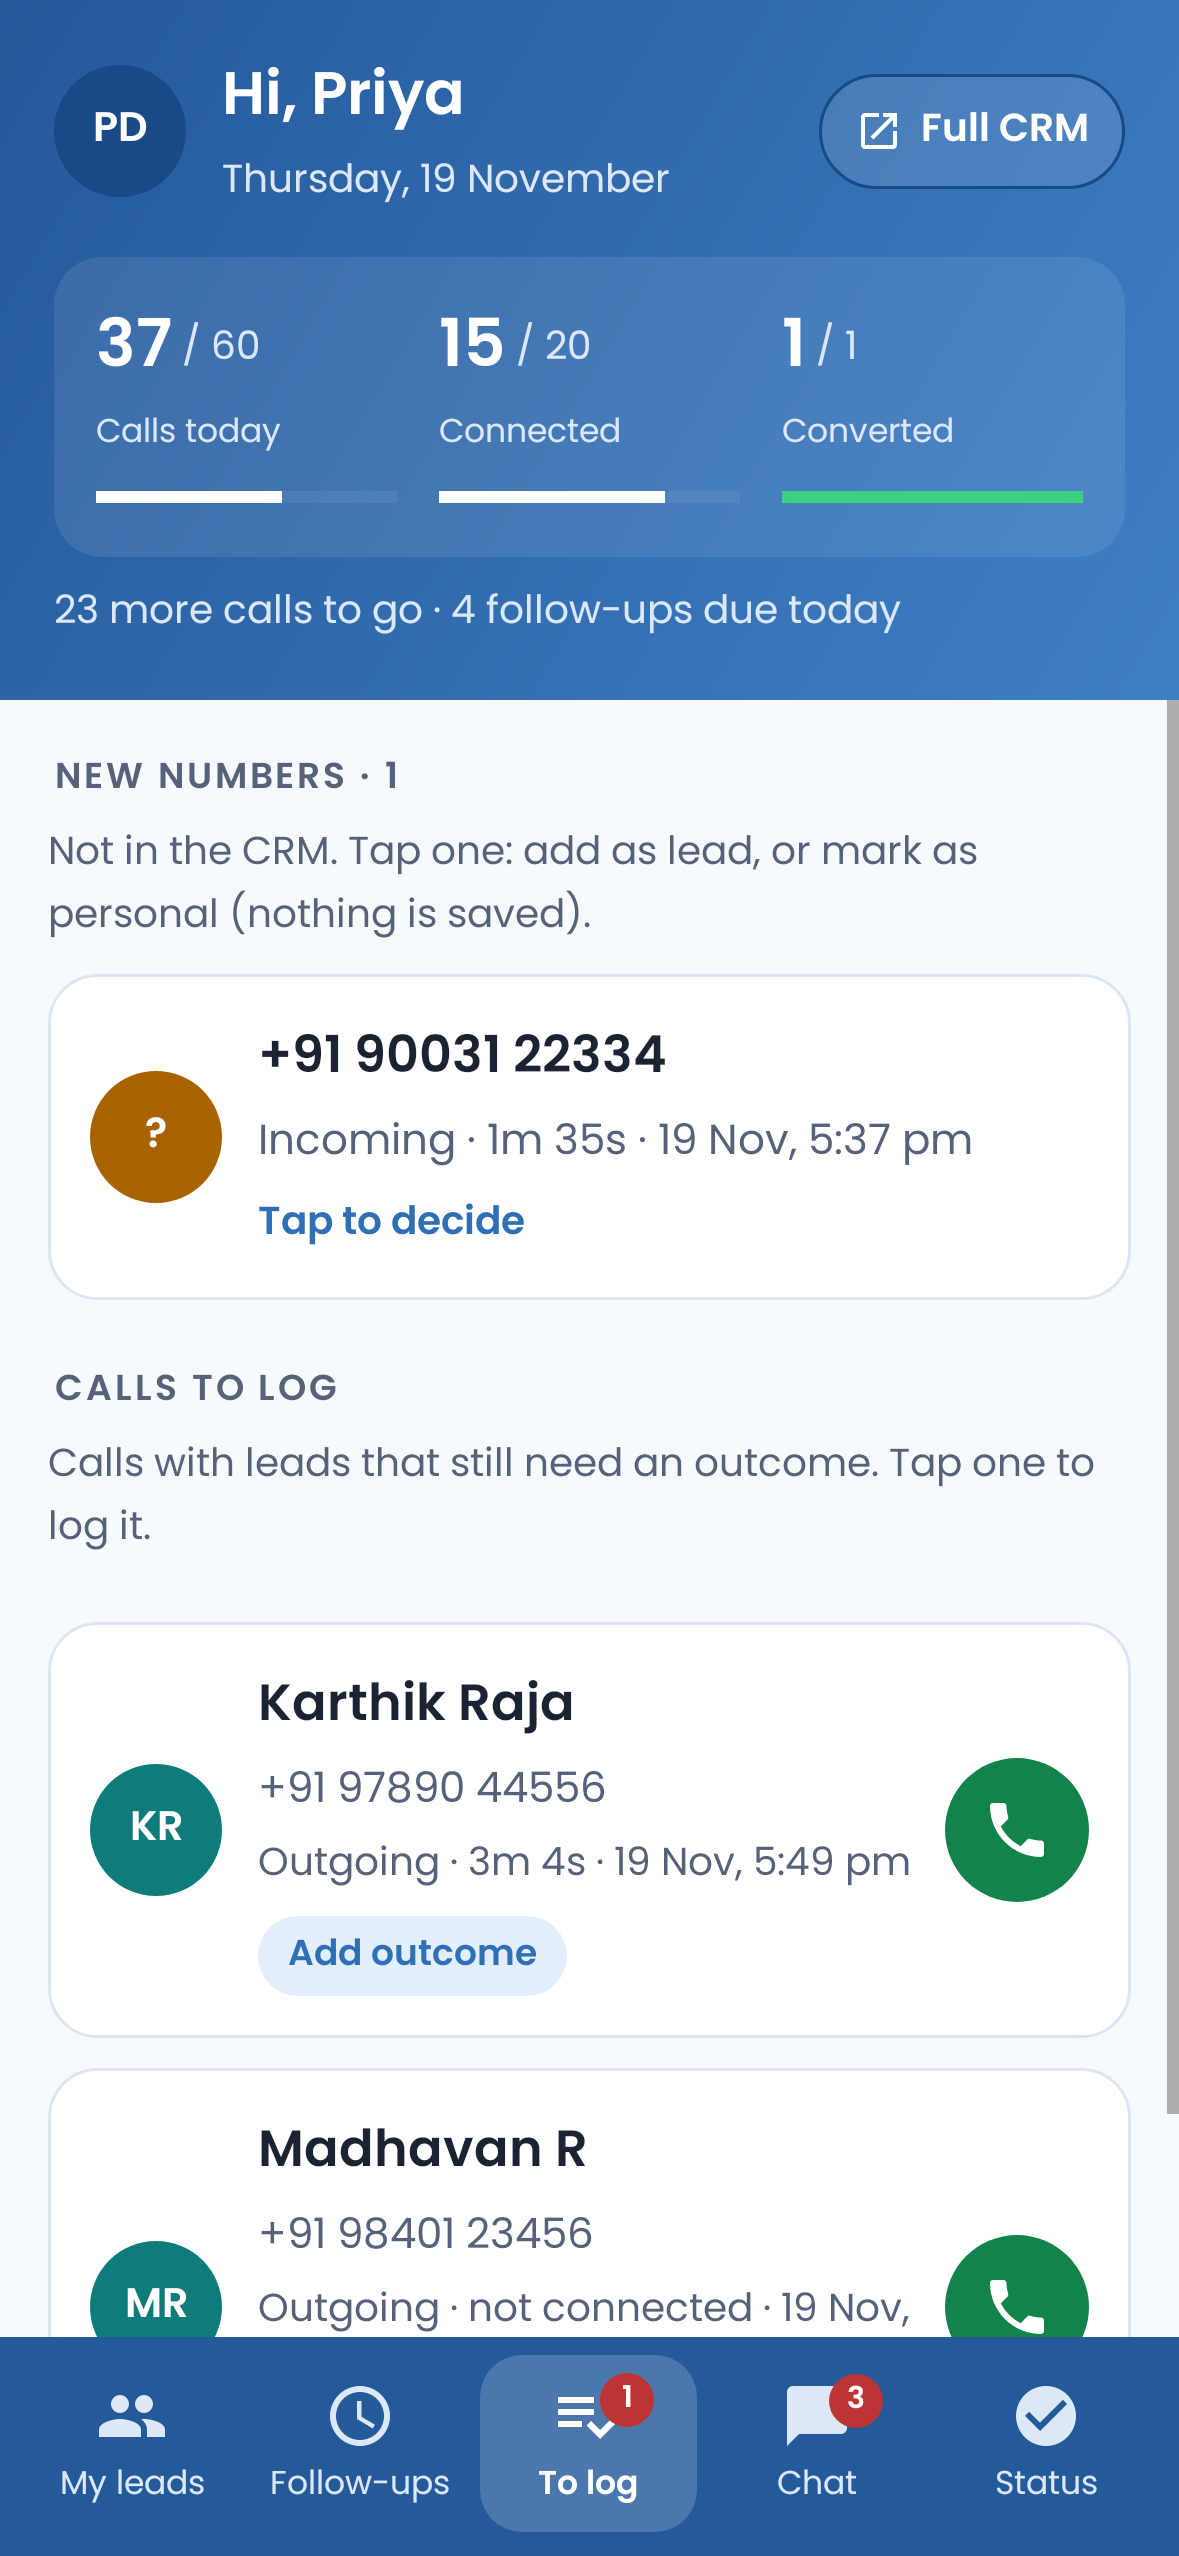 PD
Hi, Priya
Thursday, 19 November
Full CRM
37 / 60
Calls today
15 / 20
Connected
1 / 1
Converted
23 more calls to go · 4 follow-ups due today
NEW NUMBERS · 1
Not in the CRM. Tap one: add as lead, or mark as
personal (nothing is saved).
?
+91 90031 22334
Incoming · 1m 35s · 19 Nov, 5:37 pm
Tap to decide
CALLS TO LOG
Calls with leads that still need an outcome. Tap one to
log it.
KR
Karthik Raja
+91 97890 44556
Outgoing · 3m 4s · 19 Nov, 5:49 pm
Add outcome
MR
Madhavan R
+91 98401 23456
Outgoing · not connected · 19 Nov,
My leads
Follow-ups
1
To log
3
Chat
Status